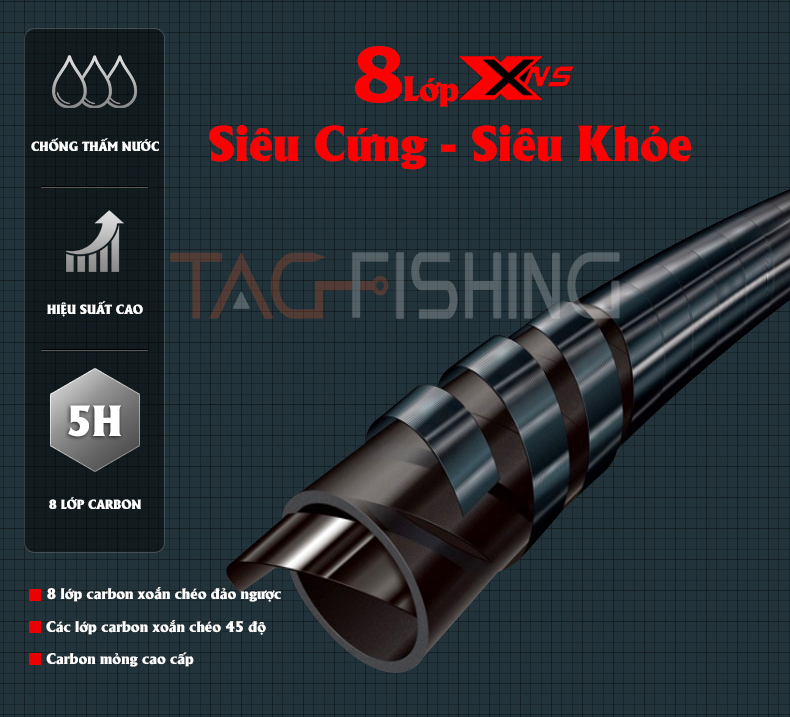 8 Lớp XNS
Siêu Cứng - Siêu Khỏe
CHỐNG THẤM NƯỚC
HIỆU SUẤT CAO
5H
8 LỚP CARBON
TAC FISHING
8 lớp carbon xoắn chéo đảo ngược
Các lớp carbon xoắn chéo 45 độ
Carbon mỏng cao cấp